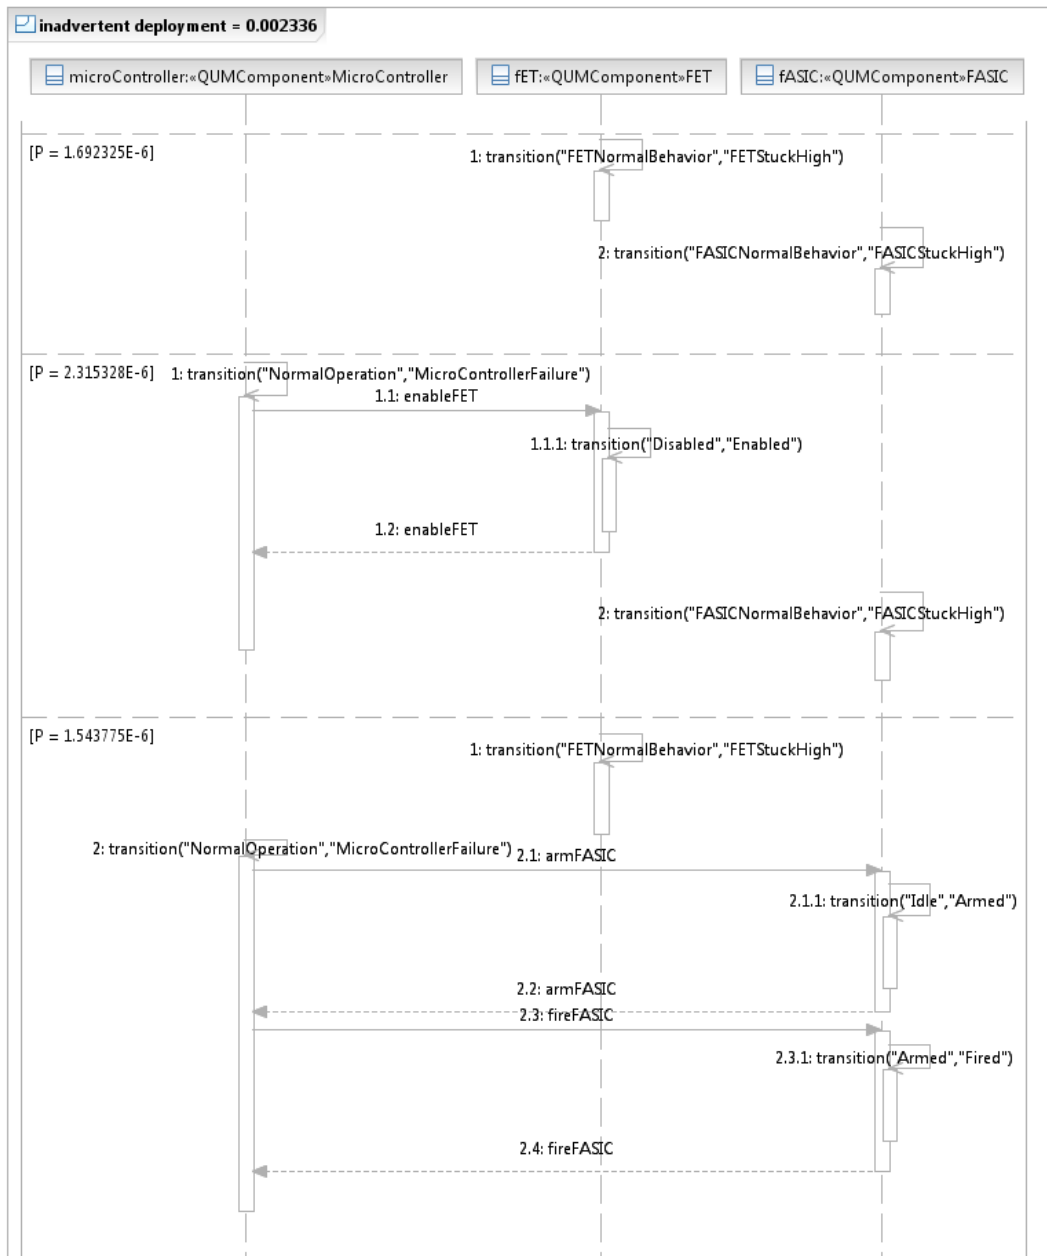 inadvertent deployment = 0.002336
microController:«QUMComponent»MicroController
fET:«QUMComponent»FET
fASIC:«QUMComponent»FASIC
[P = 1.692325E-6]
1: transition("FETNormalBehavior","FETStuckHigh")
2: transition("FASICNormalBehavior","FASICStuckHigh")
[P = 2.315328E-6]
1: transition("NormalOperation","MicroControllerFailure")
1.1: enableFET
1.1.1: transition("Disabled","Enabled")
1.2: enableFET
2: transition("FASICNormalBehavior","FASICStuckHigh")
[P = 1.543775E-6]
1: transition("FETNormalBehavior","FETStuckHigh")
2: transition("NormalOperation","MicroControllerFailure")
2.1: armFASIC
2.1.1: transition("Idle","Armed")
2.2: armFASIC
2.3: fireFASIC
2.3.1: transition("Armed","Fired")
2.4: fireFASIC